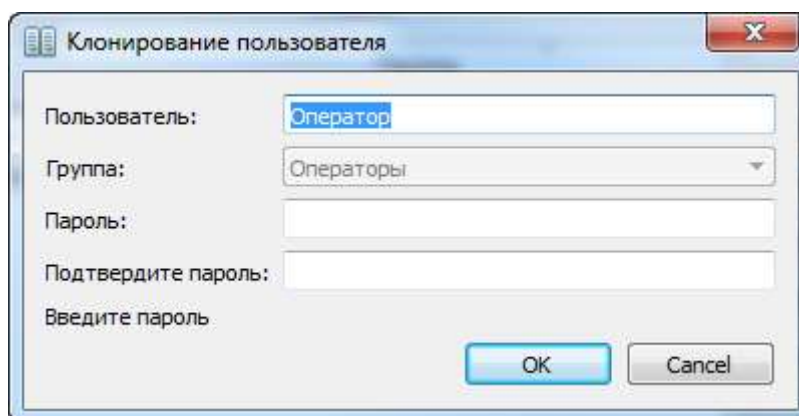 Клонирование пользователя
Пользователь: Оператор
Группа: Операторы
Пароль:
Подтвердите пароль:
Введите пароль
OK Cancel